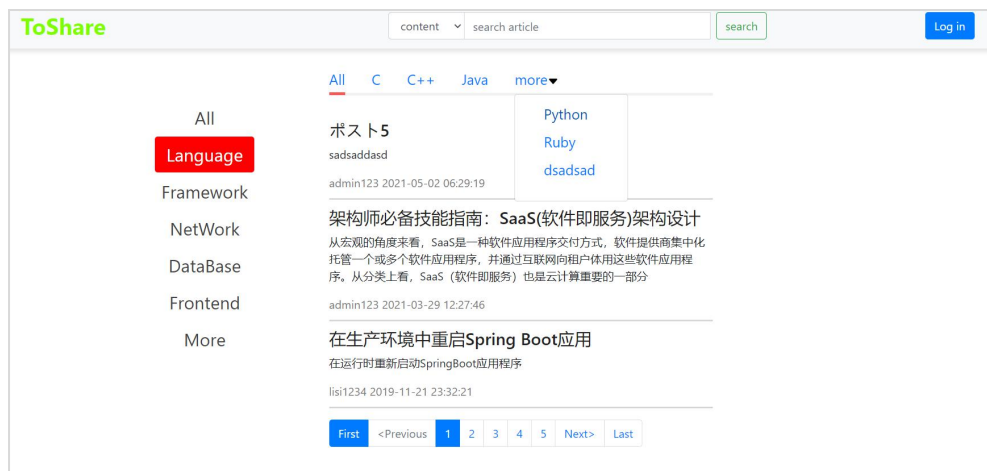 ToShare
content
search article
search
Log in
All
C
C++
Java
more
Python
Ruby
dsadsad
All
Language
Framework
NetWork
DataBase
Frontend
More
ポスト5
sadsaddasd
admin123 2021-05-02 06:29:19
架构师必备技能指南：SaaS(软件即服务)架构设计
从宏观的角度来看，SaaS是一种软件应用程序交付方式，软件提供商集中化
托管一个或多个软件应用程序，并通过互联网向租户体用这些软件应用程
序。从分类上看，SaaS（软件即服务）也是云计算重要的一部分
admin123 2021-03-29 12:27:46
在生产环境中重启Spring Boot应用
在运行时重新启动SpringBoot应用程序
lisi1234 2019-11-21 23:32:21
First <Previous 1 2 3 4 5 Next> Last